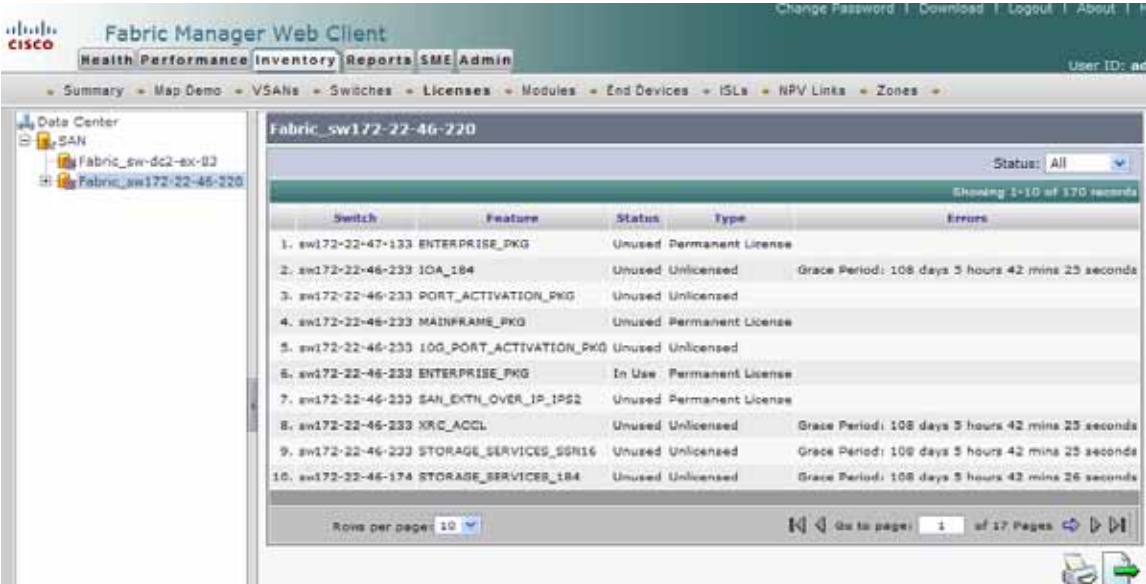 Change Password | Download | Logout | About |
cisco
Fabric Manager Web Client
Health Performance Inventory Reports SME Admin
User ID: ad
Summary Map Demo VSANs Switches Licenses Modules End Devices ISLs NPV Links Zones
Data Center
SAN
Fabric_sw-dc2-ex-83
Fabric_sw172-22-46-220
Fabric_sw172-22-46-220
Status: All
Showing 1-10 of 170 records
Switch Feature Status Type Errors
1. sw172-22-47-133 ENTERPRISE_PKG Unused Permanent License
2. sw172-22-46-233 IOA_184 Unused Unlicensed Grace Period: 108 days 5 hours 42 mins 25 seconds
3. sw172-22-46-233 PORT_ACTIVATION_PKG Unused Unlicensed
4. sw172-22-46-233 MAINFRAME_PKG Unused Permanent License
5. sw172-22-46-233 10G_PORT_ACTIVATION_PKG Unused Unlicensed
6. sw172-22-46-233 ENTERPRISE_PKG In Use Permanent License
7. sw172-22-46-233 SAN_EXTN_OVER_IP_IPS2 Unused Permanent License
8. sw172-22-46-233 XRC_ACCL Unused Unlicensed Grace Period: 108 days 5 hours 42 mins 25 seconds
9. sw172-22-46-233 STORAGE_SERVICES_SSN16 Unused Unlicensed Grace Period: 108 days 5 hours 42 mins 25 seconds
10. sw172-22-46-174 STORAGE_SERVICES_184 Unused Unlicensed Grace Period: 108 days 5 hours 42 mins 26 seconds
Rows per page: 10 Go to page: 1 of 17 Pages